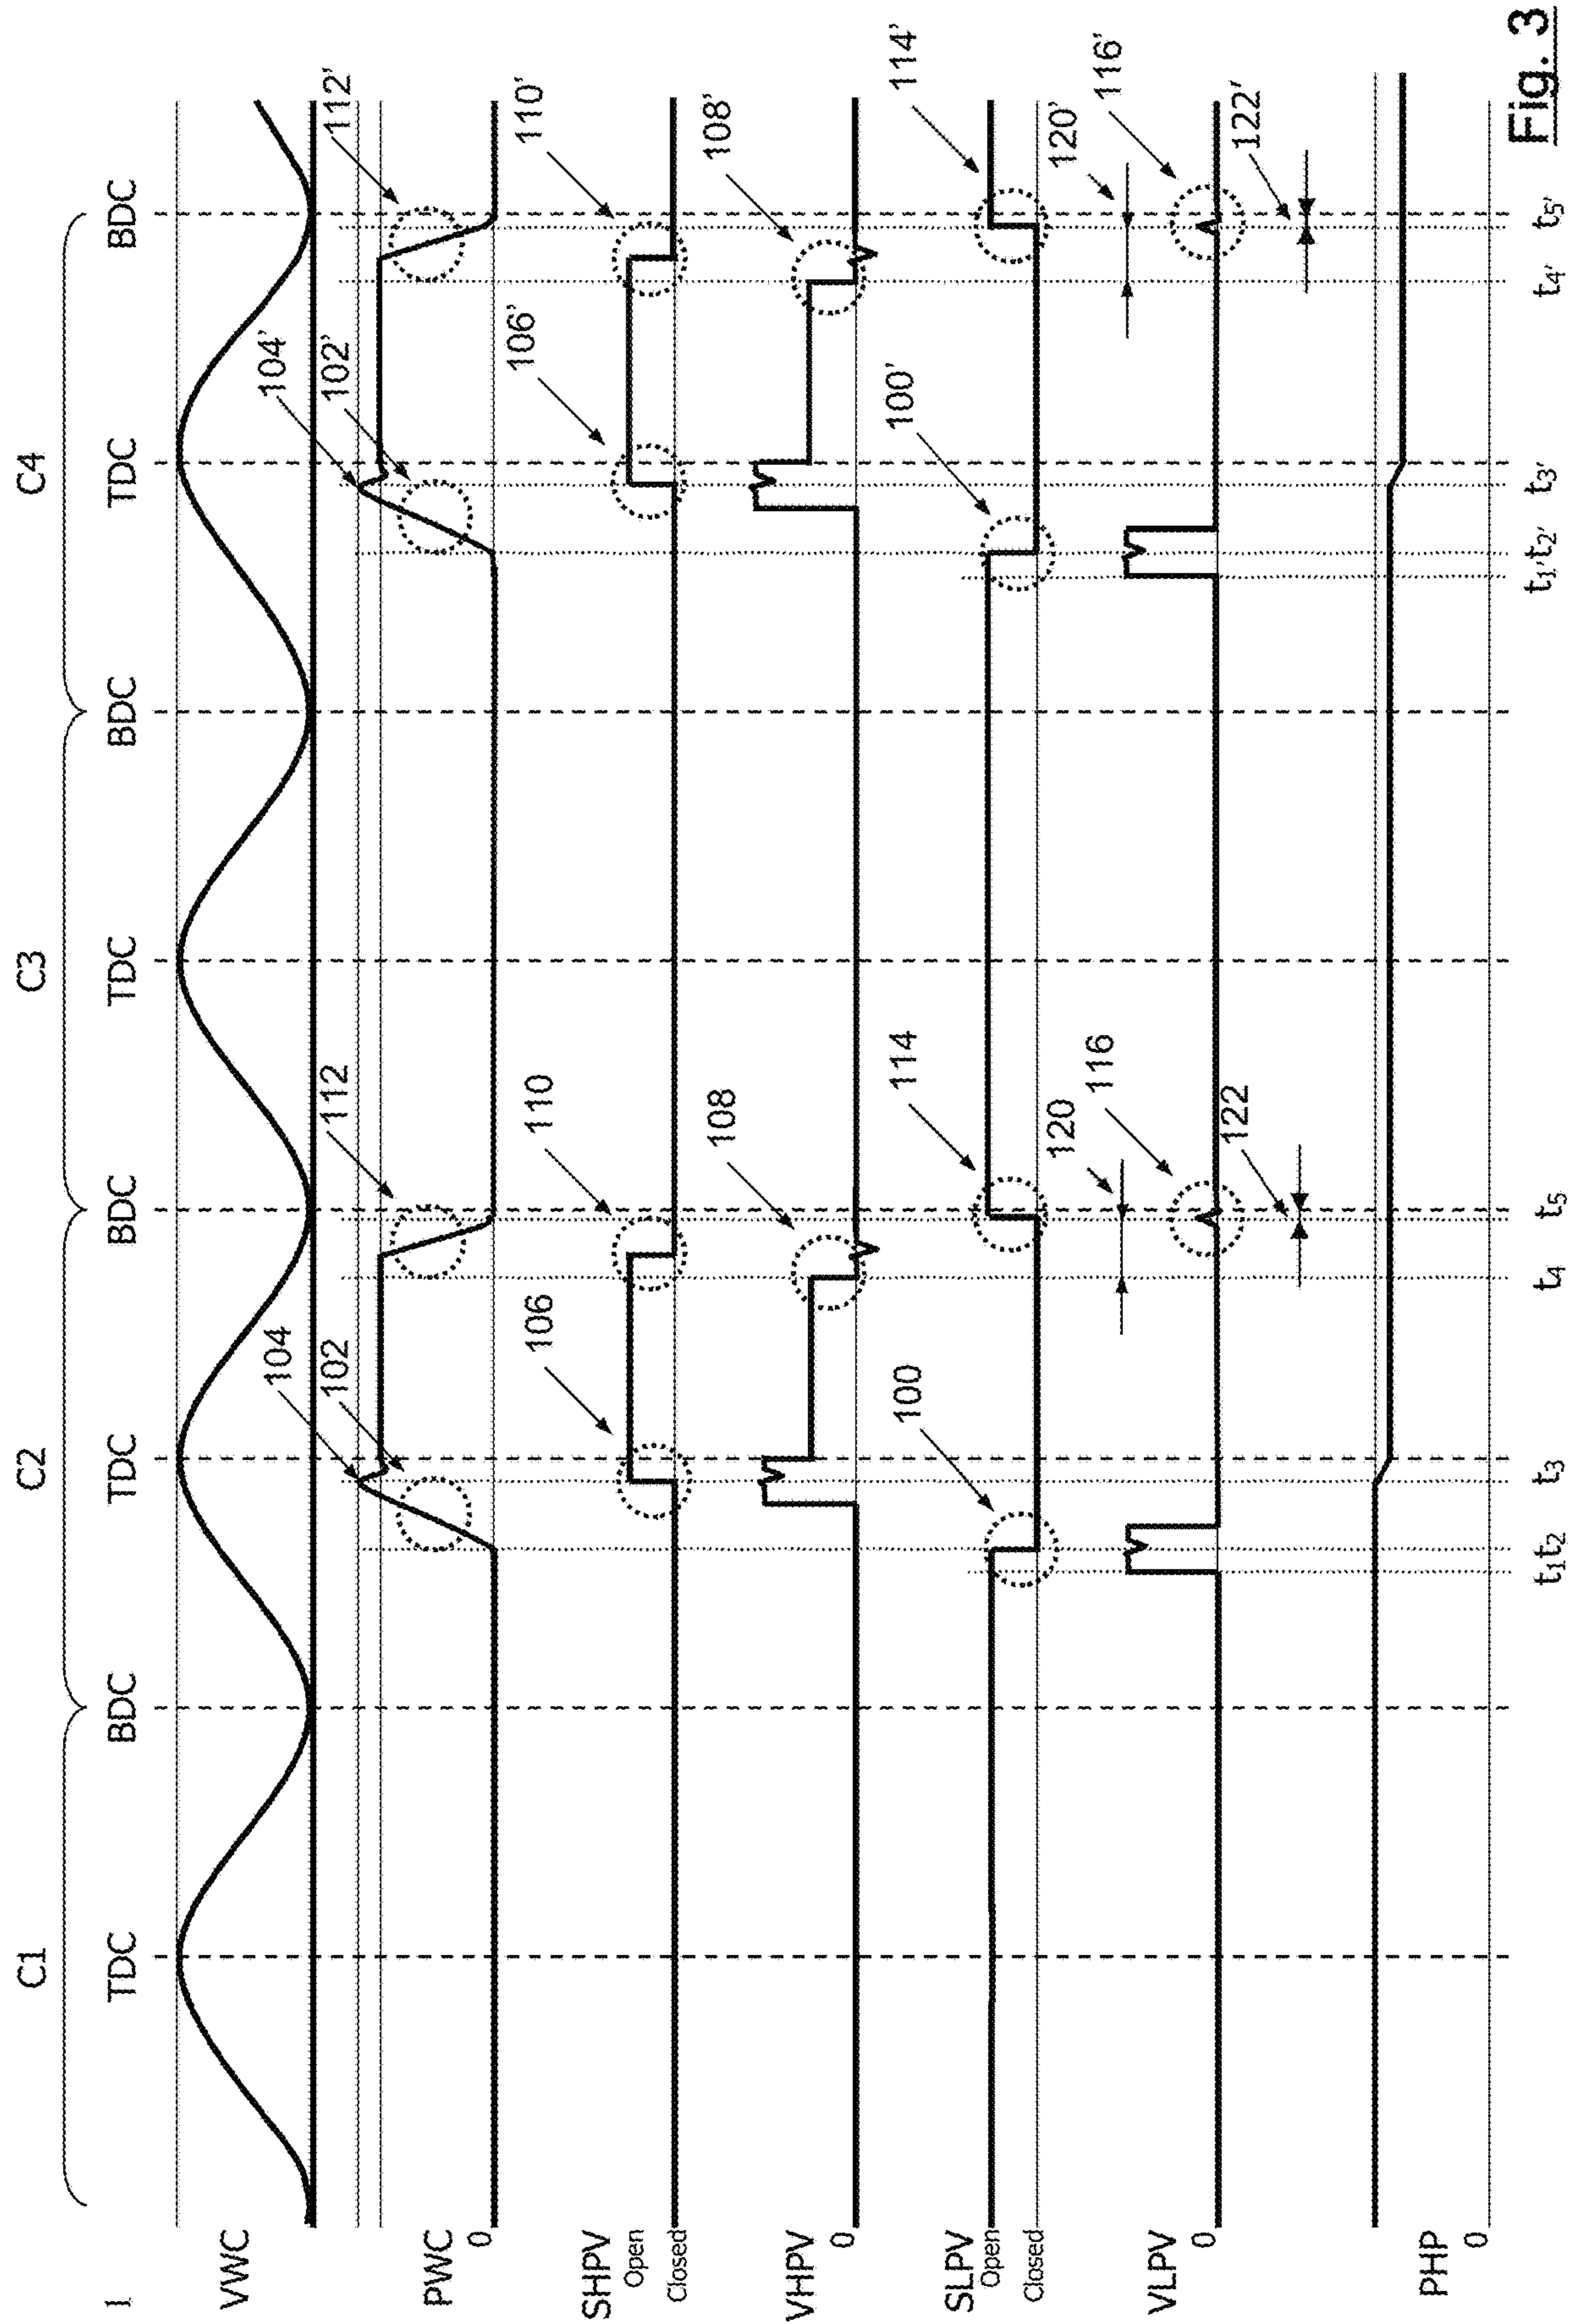 C1 C2 C3 C4
1 TDC BDC TDC BDC TDC BDC TDC BDC
VWC
104 104'
102 112 102' 112'
PWC
0
106 110 106' 110'
SHPV
Open
Closed
108 108'
VHPV
0
100 114 100' 114'
SLPV
Open
Closed
120 120'
116 116'
VLPV
0
122 122'
PHP
0
t1 t2 t3 t4 t5 t1' t2' t3' t4' t5'
Fig. 3